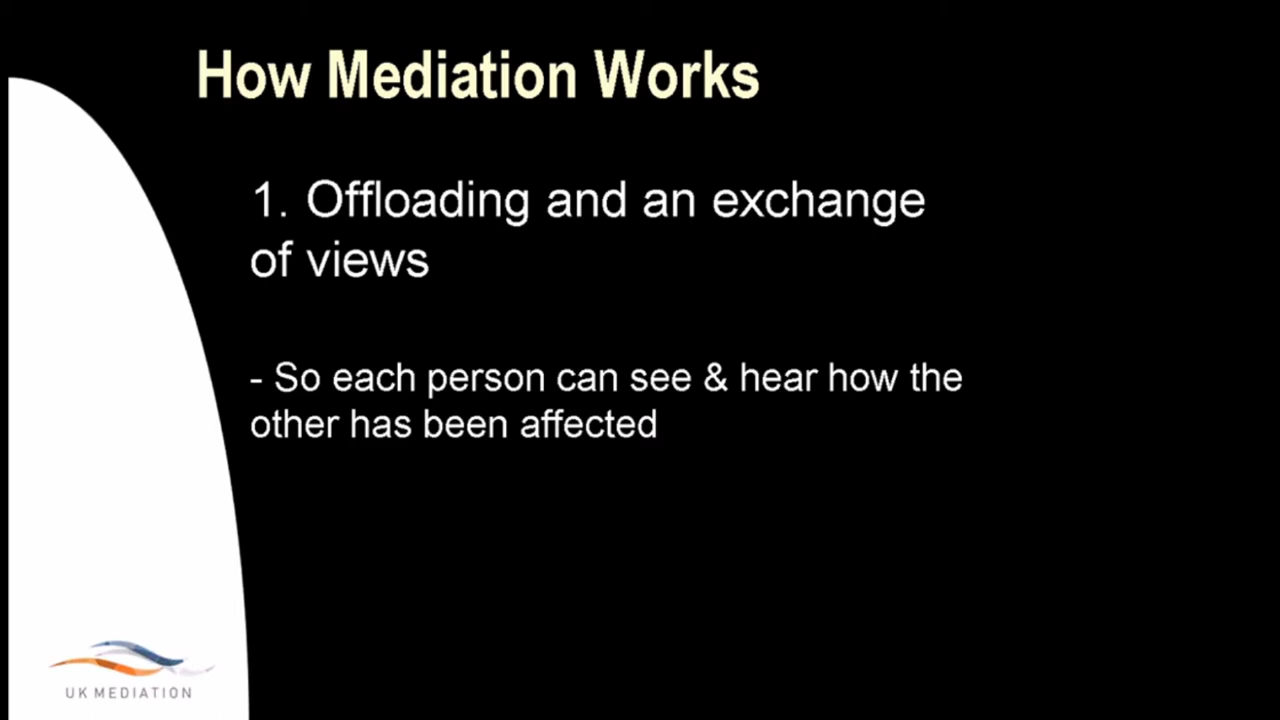 How Mediation Works
1. Offloading and an exchange
of views
- So each person can see & hear how the
other has been affected
UK MEDIATION